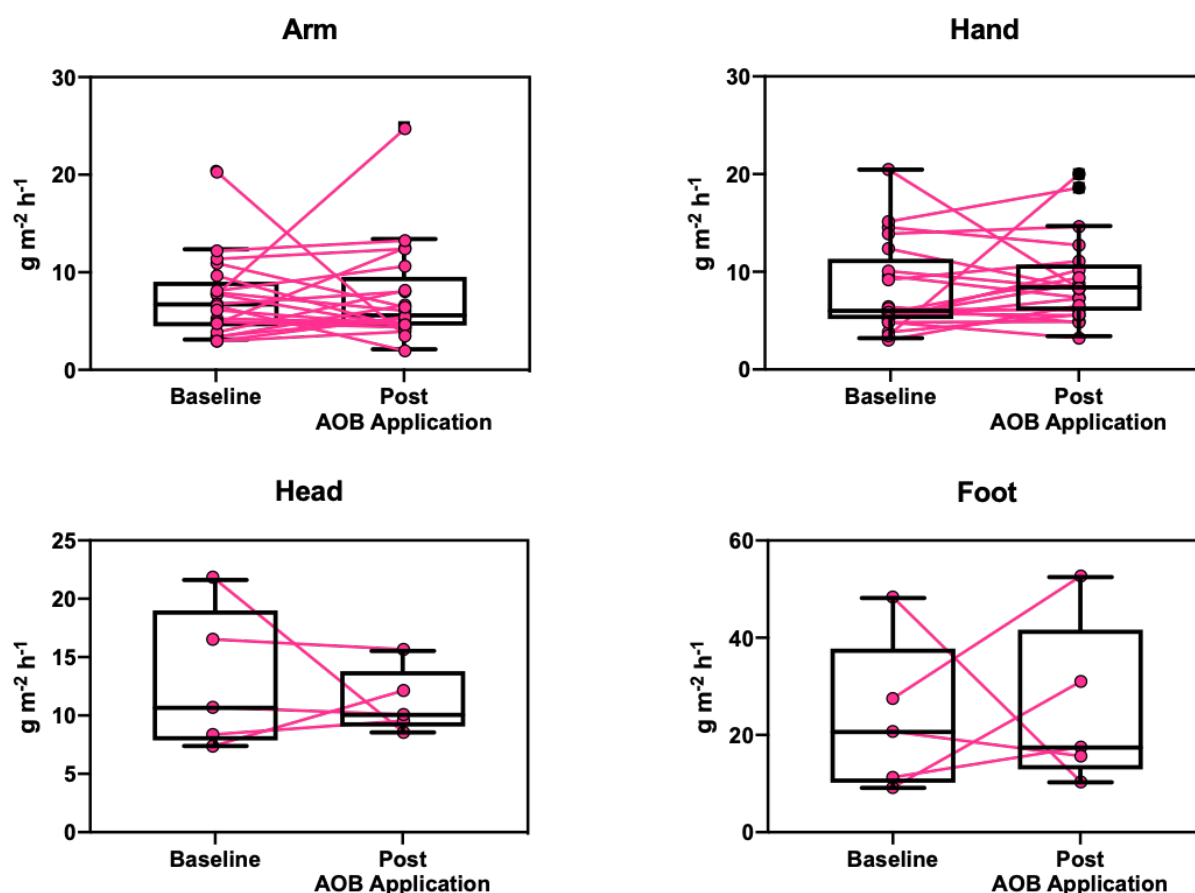 Arm
30
20
10
0
g m⁻² h⁻¹
Baseline
Post
AOB Application
Hand
30
20
10
0
g m⁻² h⁻¹
Baseline
Post
AOB Application
Head
25
20
15
10
5
0
g m⁻² h⁻¹
Baseline
Post
AOB Application
Foot
60
40
20
0
g m⁻² h⁻¹
Baseline
Post
AOB Application